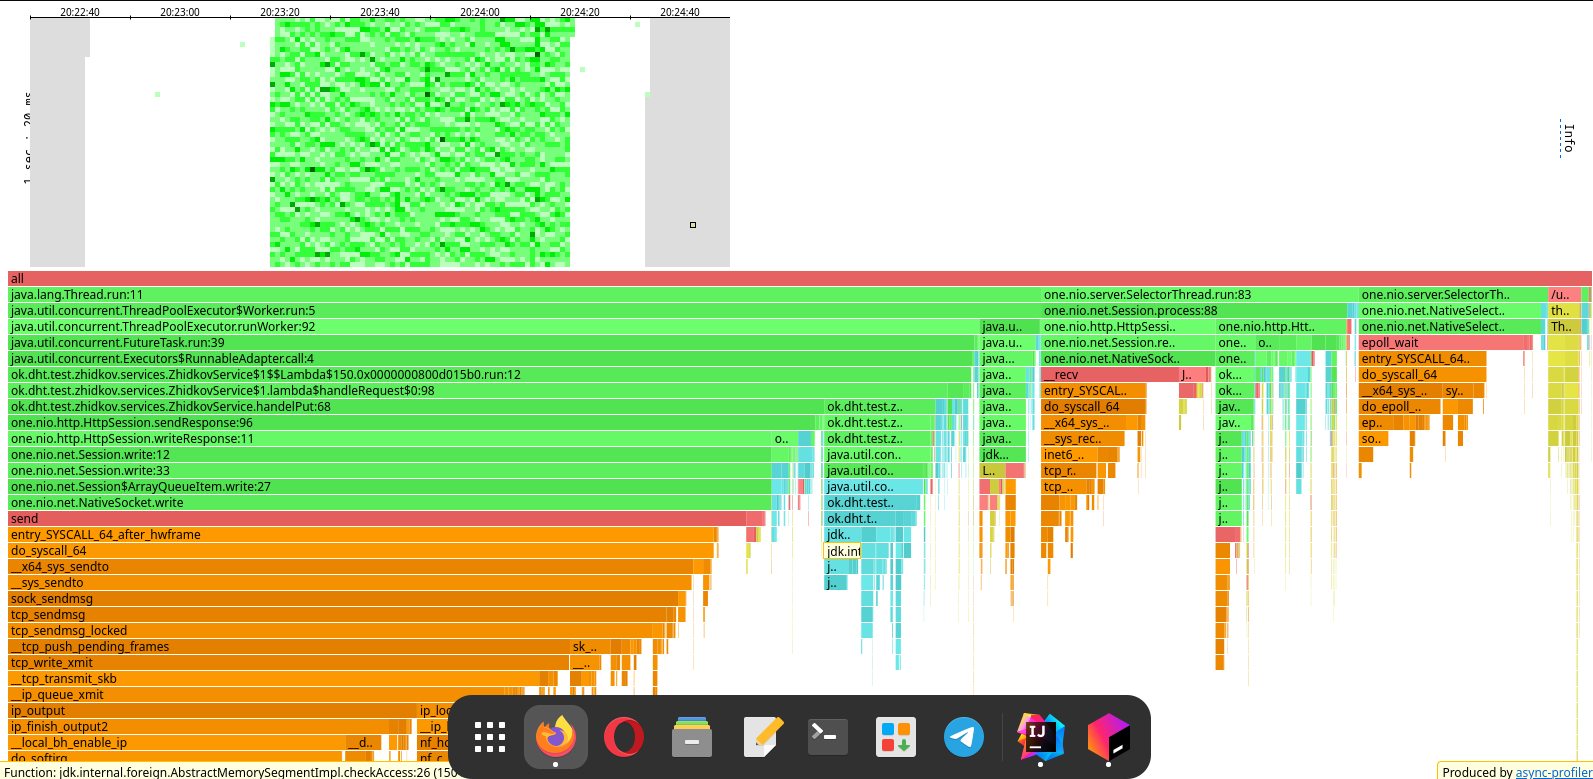 20:22:40 20:23:00 20:23:20 20:23:40 20:24:00 20:24:20 20:24:40
Info
all
java.lang.Thread.run:11 one.nio.server.SelectorThread.run:83 one.nio.server.SelectorTh.. /u..
java.util.concurrent.ThreadPoolExecutor$Worker.run:5 one.nio.net.Session.process:88 one.nio.net.NativeSelect.. th..
java.util.concurrent.ThreadPoolExecutor.runWorker:92 java.u.. one.nio.http.HttpSessi.. one.nio.http.Htt.. one.nio.net.NativeSelect.. Th..
java.util.concurrent.FutureTask.run:39 java.u.. one.nio.net.Session.re.. one.. o.. epoll_wait
java.util.concurrent.Executors$RunnableAdapter.call:4 java... one.nio.net.NativeSock.. one.. entry_SYSCALL_64..
ok.dht.test.zhidkov.services.ZhidkovService$1$$Lambda$150.0x0000000800d015b0.run:12 java.. __recv J.. ok... do_syscall_64
ok.dht.test.zhidkov.services.ZhidkovService$1.lambda$handleRequest$0:98 java.. entry_SYSCAL.. ok... __x64_sys_.. sy..
ok.dht.test.zhidkov.services.ZhidkovService.handlePut:68 ok.dht.test.z.. java.. do_syscall_64 jav.. do_epoll_..
one.nio.http.HttpSession.sendResponse:96 ok.dht.test.z.. java.. __x64_sys_.. jav.. ep..
one.nio.http.HttpSession.writeResponse:11 o.. ok.dht.test.z.. java.. __sys_rec.. j.. so..
one.nio.net.Session.write:12 java.util.con.. jdk... inet6_.. j..
one.nio.net.Session.write:33 java.util.co.. L.. tcp_r.. j..
one.nio.net.Session$ArrayQueueItem.write:27 java.util.co.. tcp_.. j..
one.nio.net.NativeSocket.write ok.dht.test.. j..
send ok.dht.t.. j..
entry_SYSCALL_64_after_hwframe jdk..
do_syscall_64 jdk.int
__x64_sys_sendto j..
__sys_sendto j..
sock_sendmsg
tcp_sendmsg
tcp_sendmsg_locked
__tcp_push_pending_frames sk_..
tcp_write_xmit __..
__tcp_transmit_skb
__ip_queue_xmit
ip_output ip_loc
ip_finish_output2 __ip_l
__local_bh_enable_ip __d.. nf_ho
do_softirq nf_c
IJ
Function: jdk.internal.foreign.AbstractMemorySegmentImpl.checkAccess:26 (150
Produced by async-profiler